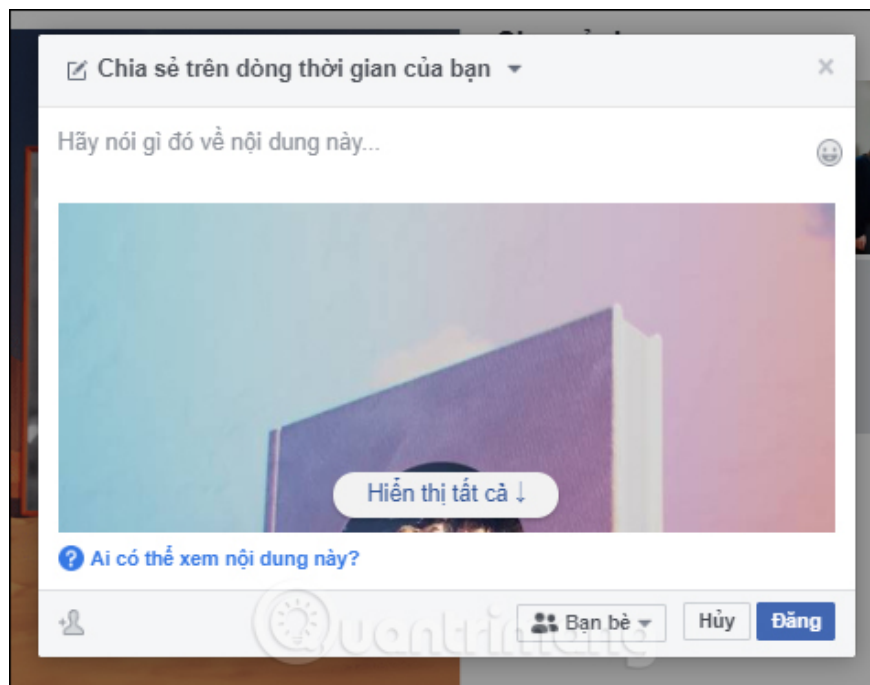 Chia sẻ trên dòng thời gian của bạn
Hãy nói gì đó về nội dung này...
Hiển thị tất cả ↓
Ai có thể xem nội dung này?
Bạn bè
Hủy
Đăng
Quantrimang